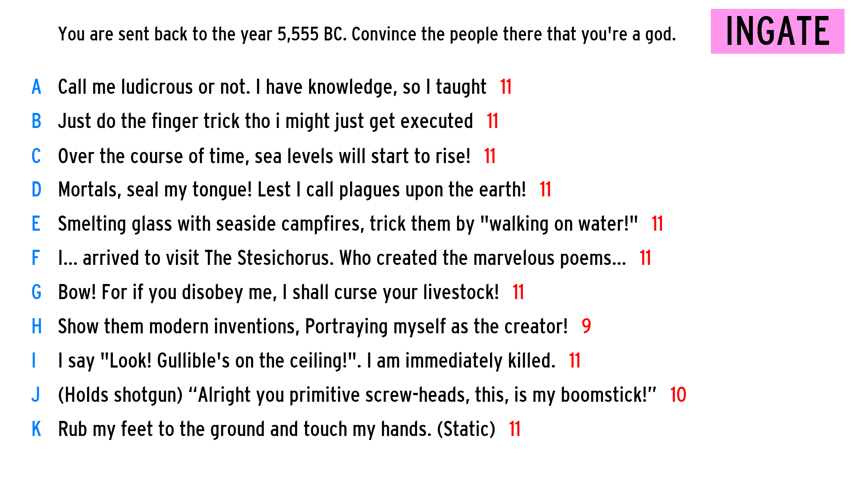 You are sent back to the year 5,555 BC. Convince the people there that you're a god.
INGATE
A Call me ludicrous or not. I have knowledge, so I taught 11
B Just do the finger trick tho i might just get executed 11
C Over the course of time, sea levels will start to rise! 11
D Mortals, seal my tongue! Lest I call plagues upon the earth! 11
E Smelting glass with seaside campfires, trick them by "walking on water!" 11
F I... arrived to visit The Stesichorus. Who created the marvelous poems... 11
G Bow! For if you disobey me, I shall curse your livestock! 11
H Show them modern inventions, Portraying myself as the creator! 9
I I say "Look! Gullible's on the ceiling!". I am immediately killed. 11
J (Holds shotgun) “Alright you primitive screw-heads, this, is my boomstick!” 10
K Rub my feet to the ground and touch my hands. (Static) 11